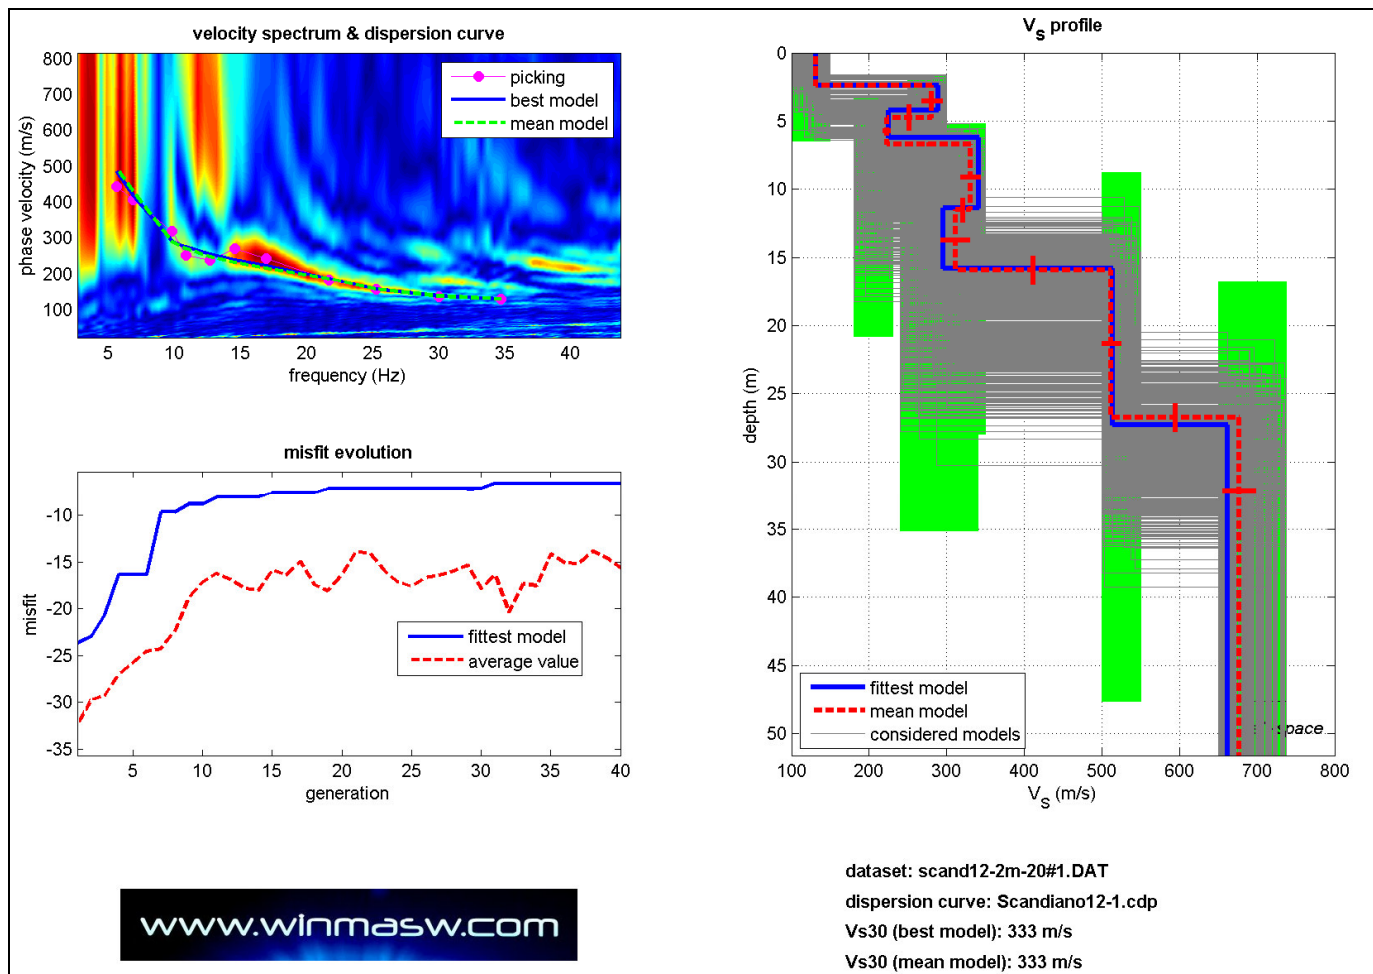 velocity spectrum & dispersion curve
800
700
600
500
400
300
200
100
phase velocity (m/s)
picking
best model
mean model
5
10
15
20
25
30
35
40
frequency (Hz)
misfit evolution
-10
-15
-20
-25
-30
-35
misfit
fittest model
average value
5
10
15
20
25
30
35
40
generation
www.winmasw.com
VS profile
0
5
10
15
20
25
30
35
40
45
50
depth (m)
fittest model
mean model
considered models
-space
100
200
300
400
500
600
700
800
VS (m/s)
dataset: scand12-2m-20#1.DAT
dispersion curve: Scandiano12-1.cdp
Vs30 (best model): 333 m/s
Vs30 (mean model): 333 m/s